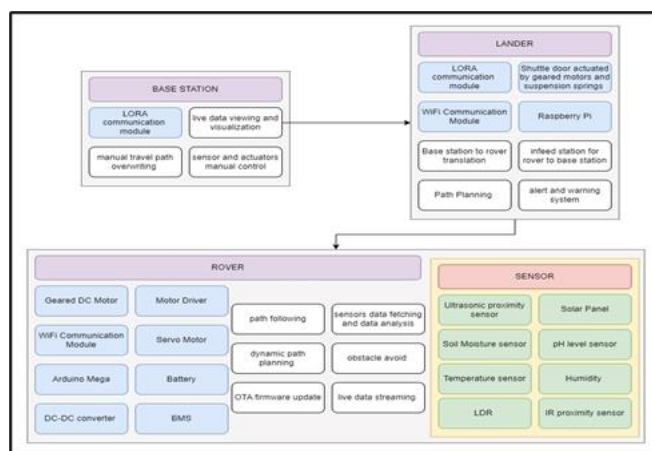 BASE STATION
LORA
communication
module
live data viewing and
visualization
manual travel path
overwriting
sensor and actuators
manual control
LANDER
LORA
communication module
Shuttle door actuated
by geared motors and
suspension springs
WiFi Communication
Module
Raspberry Pi
Base station to rover
translation
infeed station for
rover to base station
Path Planning
alert and warning
system
ROVER
Geared DC Motor
Motor Driver
WiFi Communication
Module
Servo Motor
Arduino Mega
Battery
DC-DC converter
BMS
path following
sensors data fetching
and data analysis
dynamic path
planning
obstacle avoid
OTA firmware update
live data streaming
SENSOR
Ultrasonic proximity
sensor
Solar Panel
Soil Moisture sensor
pH level sensor
Temperature sensor
Humidity
LDR
IR proximity sensor